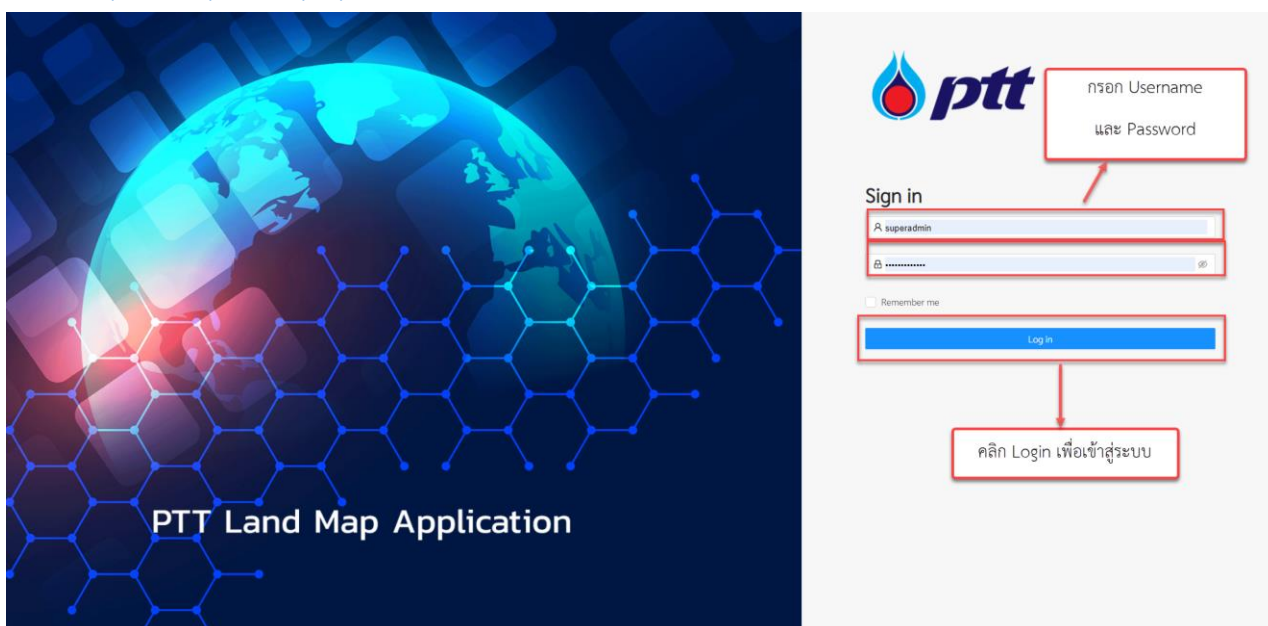 ptt
กรอก Username
และ Password
Sign in
superadmin
Remember me
Log in
คลิก Login เพื่อเข้าสู่ระบบ
PTT Land Map Application